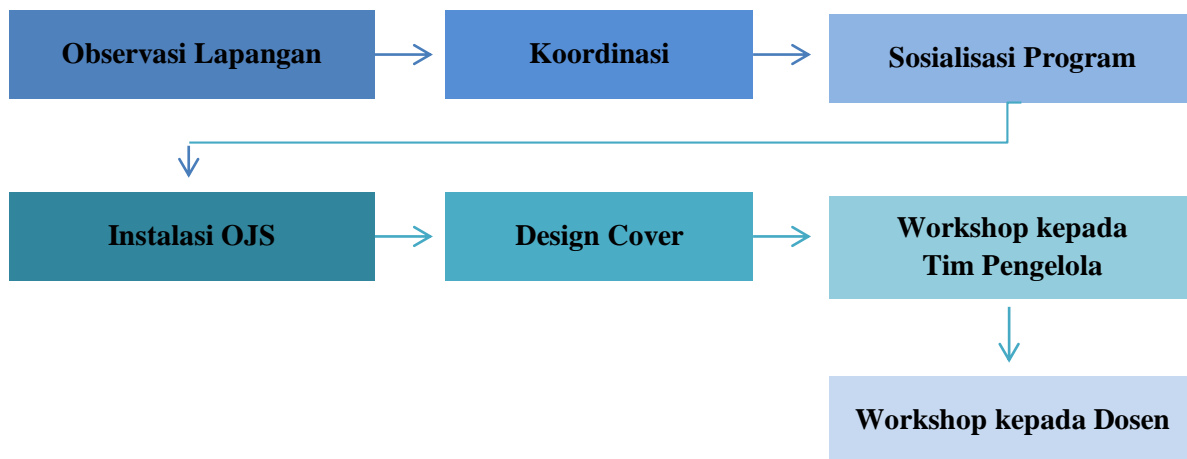 Observasi Lapangan
Koordinasi
Sosialisasi Program
Instalasi OJS
Design Cover
Workshop kepada
Tim Pengelola
Workshop kepada Dosen